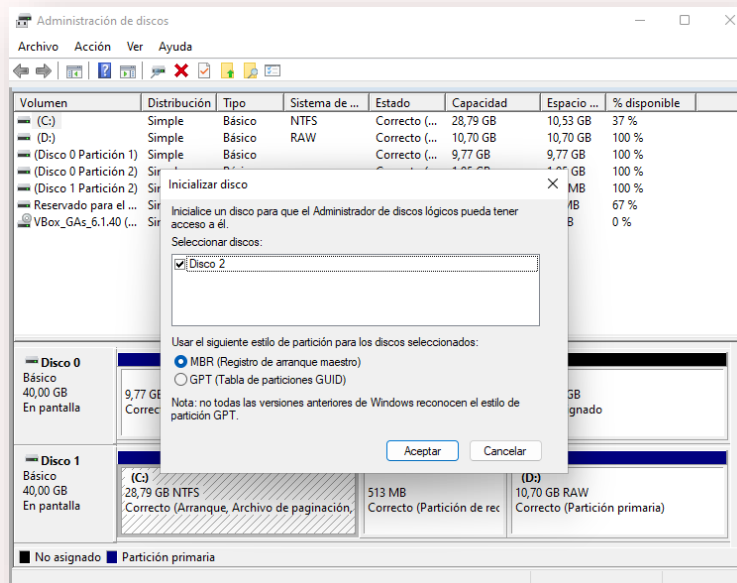 Administración de discos
Archivo Acción Ver Ayuda
Volumen Distribución Tipo Sistema de ... Estado Capacidad Espacio ... % disponible
(C:) Simple Básico NTFS Correcto (... 28,79 GB 10,53 GB 37 %
(D:) Simple Básico RAW Correcto (... 10,70 GB 10,70 GB 100 %
(Disco 0 Partición 1) Simple Básico Correcto (... 9,77 GB 9,77 GB 100 %
(Disco 0 Partición 2) 100 %
(Disco 1 Partición 2) MB 100 %
Reservado para el ... MB 67 %
VBox_GAs_6.1.40 (... 0 %
Inicializar disco
Inicialice un disco para que el Administrador de discos lógicos pueda tener
acceso a él.
Seleccionar discos:
Disco 2
Usar el siguiente estilo de partición para los discos seleccionados:
MBR (Registro de arranque maestro)
GPT (Tabla de particiones GUID)
Nota: no todas las versiones anteriores de Windows reconocen el estilo de
partición GPT.
Aceptar Cancelar
Disco 0
Básico
40,00 GB
En pantalla
9,77 GB
Disco 1
Básico
40,00 GB
En pantalla
(C:)
28,79 GB NTFS
Correcto (Arranque, Archivo de paginación,
513 MB
Correcto (Partición de rec
(D:)
10,70 GB RAW
Correcto (Partición primaria)
No asignado Partición primaria